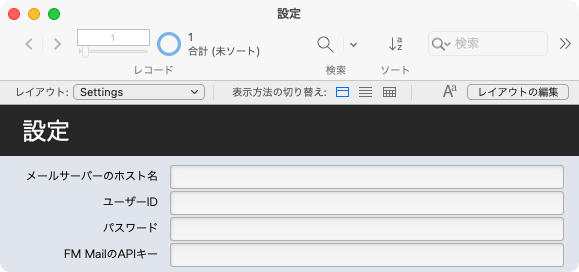 設定
1
1
合計 (未ソート)
検索
レコード
検索
ソート
レイアウト: Settings
表示方法の切り替え:
Aa
レイアウトの編集
設定
メールサーバーのホスト名
ユーザーID
パスワード
FM MailのAPIキー